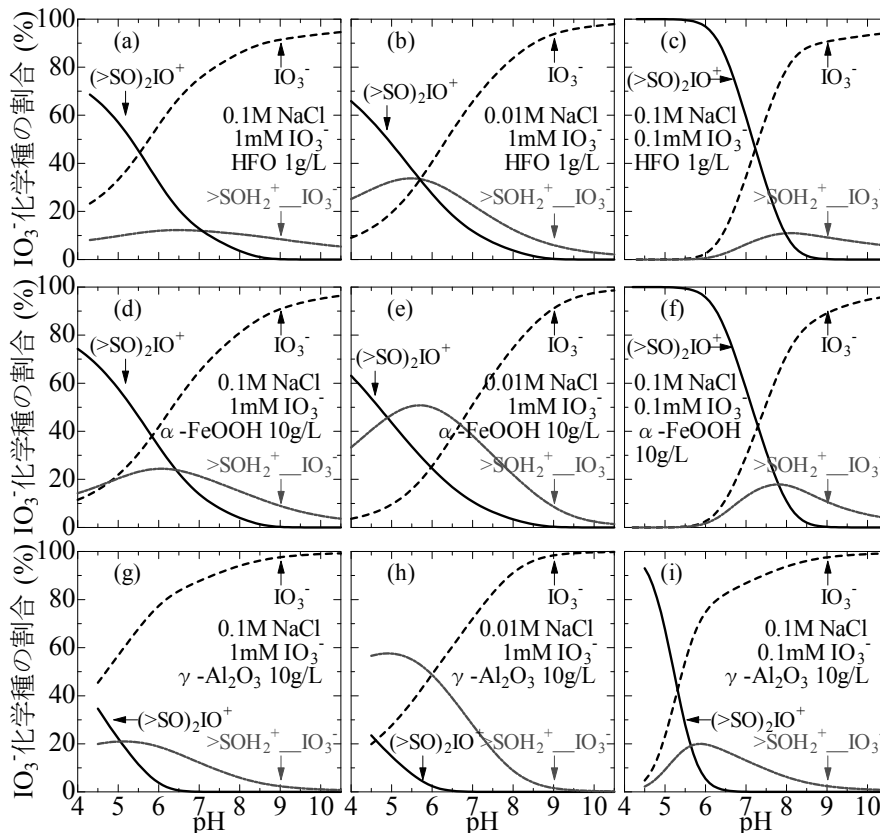 IO₃⁻化学種の割合 (%)
100
80
60
40
20
0
(a)
(>SO)₂IO⁺
IO₃⁻
0.1M NaCl
1mM IO₃⁻
HFO 1g/L
>SOH₂⁺__IO₃⁻
(b)
(>SO)₂IO⁺
IO₃⁻
0.01M NaCl
1mM IO₃⁻
HFO 1g/L
>SOH₂⁺__IO₃⁻
(c)
(>SO)₂IO⁺
IO₃⁻
0.1M NaCl
0.1mM IO₃⁻
HFO 1g/L
>SOH₂⁺__IO₃⁻
IO₃⁻化学種の割合 (%)
100
80
60
40
20
0
(d)
(>SO)₂IO⁺
IO₃⁻
0.1M NaCl
1mM IO₃⁻
α-FeOOH 10g/L
>SOH₂⁺__IO₃⁻
(e)
(>SO)₂IO⁺
IO₃⁻
0.01M NaCl
1mM IO₃⁻
α-FeOOH 10g/L
>SOH₂⁺__IO₃⁻
(f)
(>SO)₂IO⁺
IO₃⁻
0.1M NaCl
0.1mM IO₃⁻
α-FeOOH
10g/L
>SOH₂⁺__IO₃⁻
IO₃⁻化学種の割合 (%)
100
80
60
40
20
0
(g)
IO₃⁻
0.1M NaCl
1mM IO₃⁻
γ-Al₂O₃ 10g/L
(>SO)₂IO⁺
>SOH₂⁺__IO₃⁻
(h)
IO₃⁻
0.01M NaCl
1mM IO₃⁻
γ-Al₂O₃ 10g/L
(>SO)₂IO⁺
>SOH₂⁺__IO₃⁻
(i)
IO₃⁻
0.1M NaCl
0.1mM IO₃⁻
γ-Al₂O₃ 10g/L
(>SO)₂IO⁺
>SOH₂⁺__IO₃⁻
4 5 6 7 8 9 10
4 5 6 7 8 9 10
4 5 6 7 8 9 10
pH
pH
pH